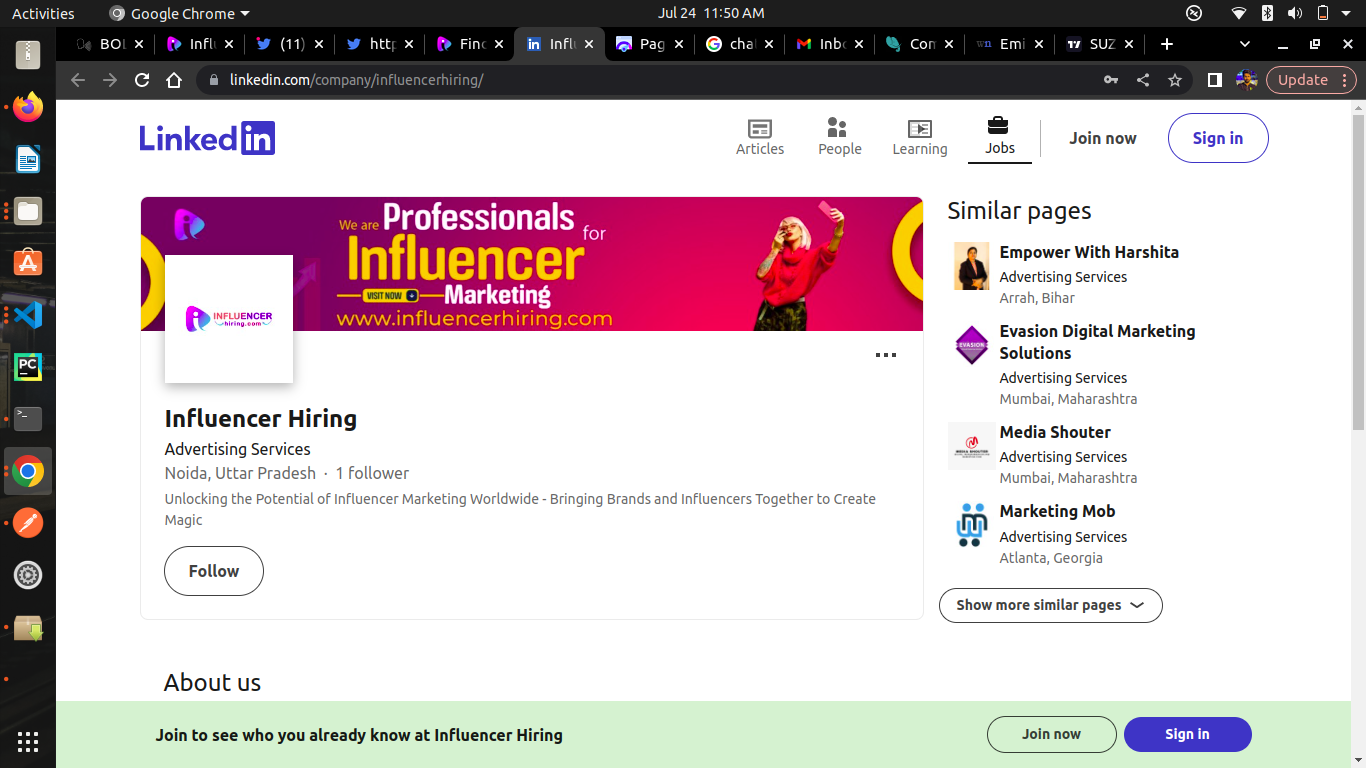 Activities
Google Chrome
Jul 24 11:50 AM
BOL
Influ
(11)
http
Finc
Influ
Pag
chat
Inbo
Con
wn Emi
SUZ
linkedin.com/company/influencerhiring/
Update
Linkedin
Articles
People
Learning
Jobs
Join now
Sign in
We are Professionals
for
Influencer
VISIT NOW
Marketing
www.influencerhiring.com
INFLUENCER
hiring.com
Influencer Hiring
Advertising Services
Noida, Uttar Pradesh · 1 follower
Unlocking the Potential of Influencer Marketing Worldwide - Bringing Brands and Influencers Together to Create
Magic
Follow
About us
Similar pages
Empower With Harshita
Advertising Services
Arrah, Bihar
EVASION
Evasion Digital Marketing
Solutions
Advertising Services
Mumbai, Maharashtra
MEDIA SHOUTER
Media Shouter
Advertising Services
Mumbai, Maharashtra
Marketing Mob
Advertising Services
Atlanta, Georgia
Show more similar pages
Join to see who you already know at Influencer Hiring
Join now
Sign in